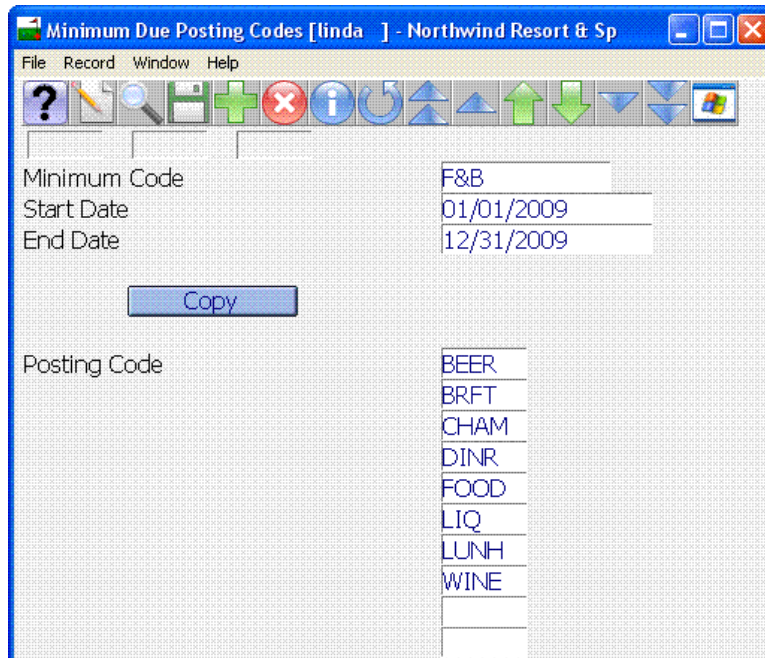 Minimum Due Posting Codes [linda   ] - Northwind Resort & Sp
File Record Window Help
Minimum Code F&B
Start Date 01/01/2009
End Date 12/31/2009
Copy
Posting Code BEER
BRFT
CHAM
DINR
FOOD
LIQ
LUNH
WINE